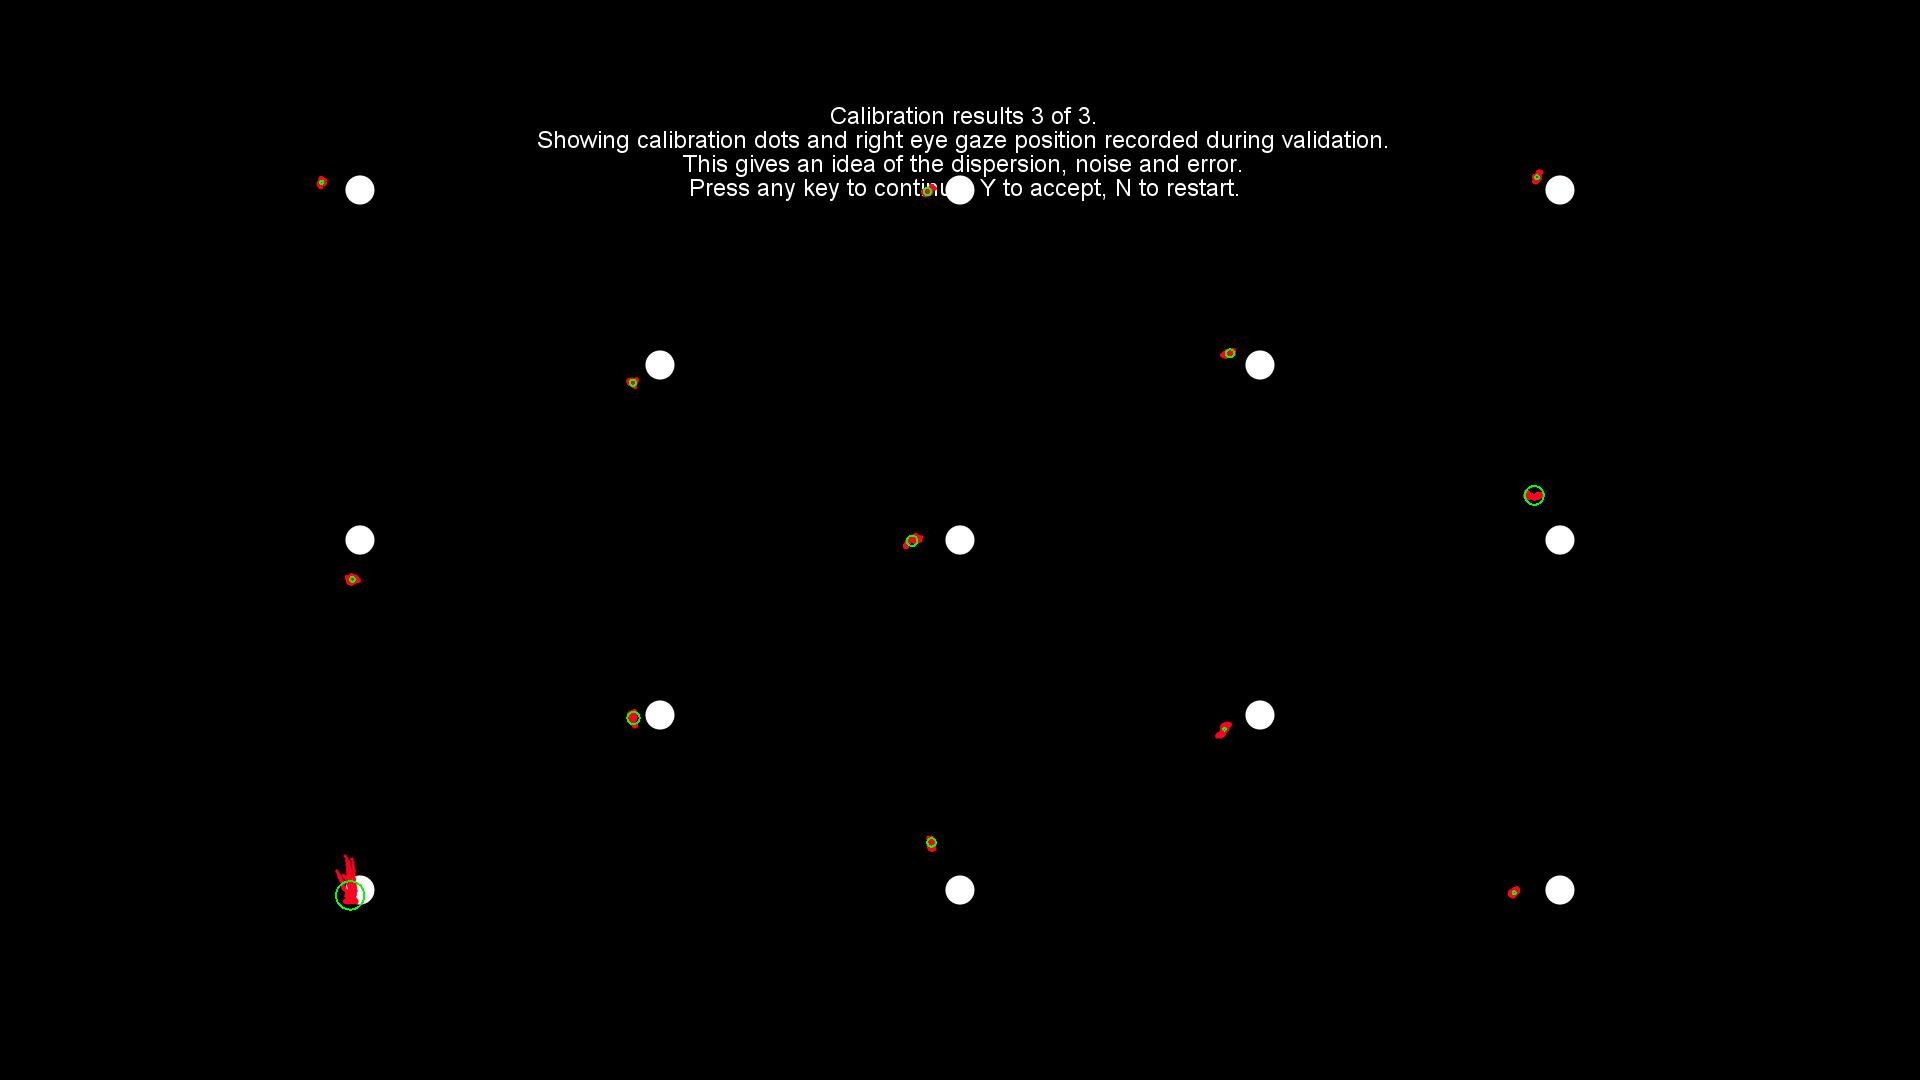 Calibration results 3 of 3.
Showing calibration dots and right eye gaze position recorded during validation.
This gives an idea of the dispersion, noise and error.
Press any key to continue, Y to accept, N to restart.